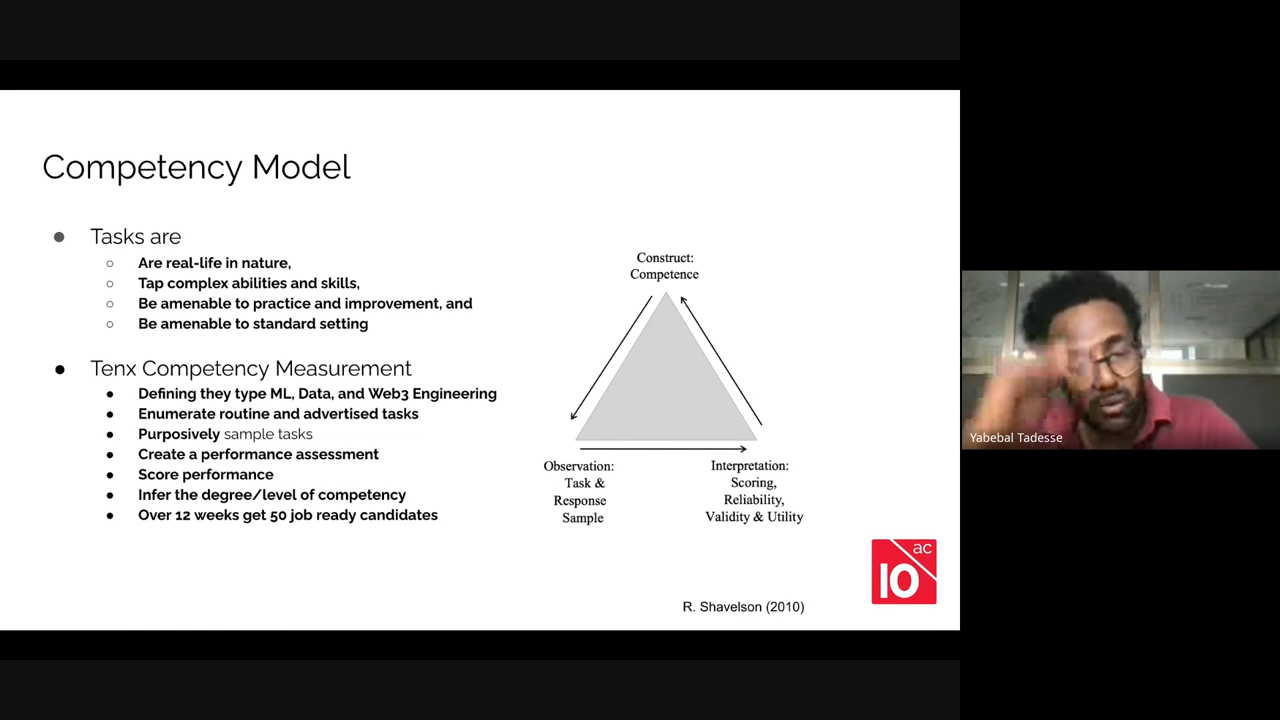 Competency Model
● Tasks are
○ Are real-life in nature,
○ Tap complex abilities and skills,
○ Be amenable to practice and improvement, and
○ Be amenable to standard setting
● Tenx Competency Measurement
● Defining they type ML, Data, and Web3 Engineering
● Enumerate routine and advertised tasks
● Purposively sample tasks
● Create a performance assessment
● Score performance
● Infer the degree/level of competency
● Over 12 weeks get 50 job ready candidates
Construct:
Competence
Observation:
Task &
Response
Sample
Interpretation:
Scoring,
Reliability,
Validity & Utility
ac
10
R. Shavelson (2010)
Yabebal Tadesse